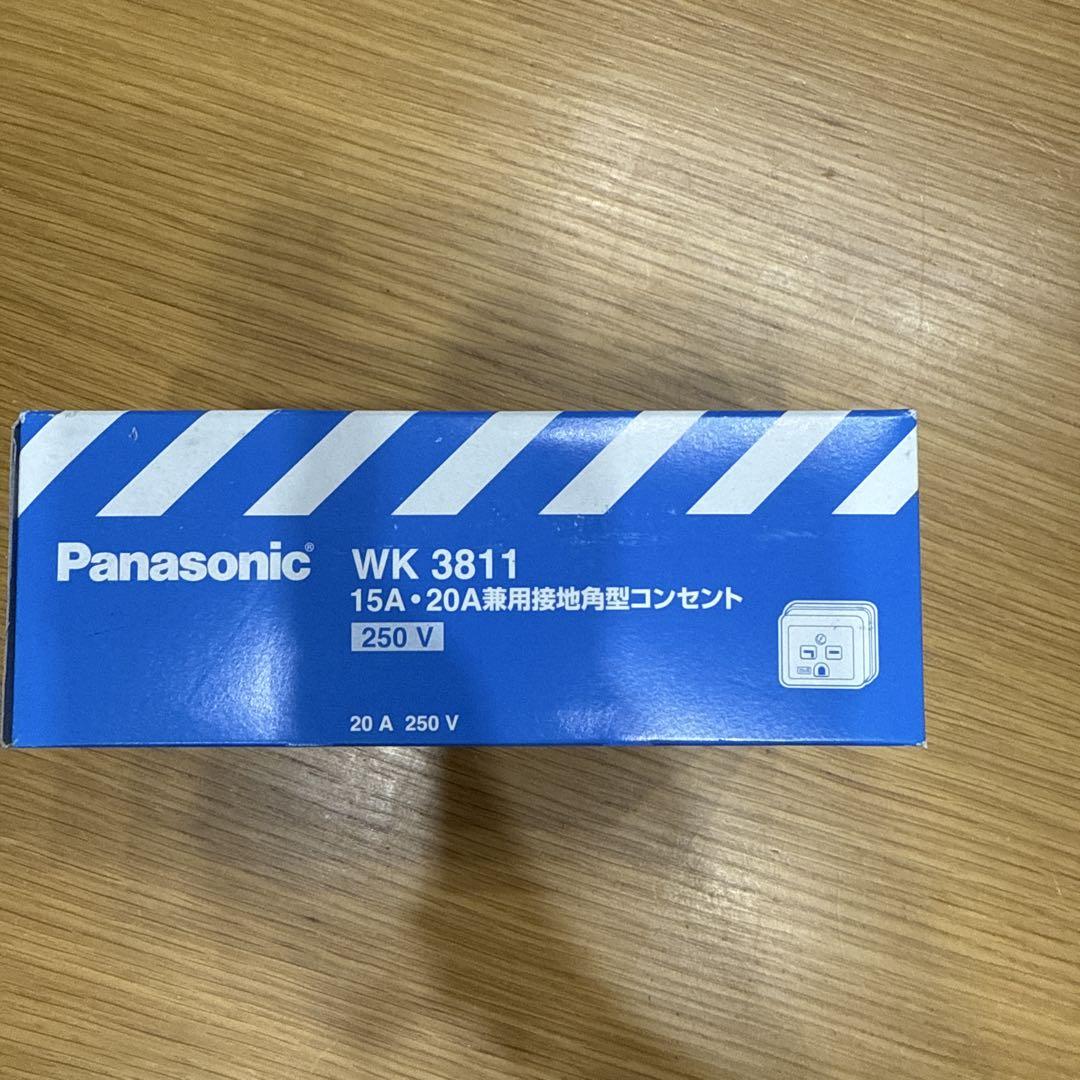 Panasonic®
WK 3811
15A・20A兼用接地角型コンセント
250 V
20 A 250 V